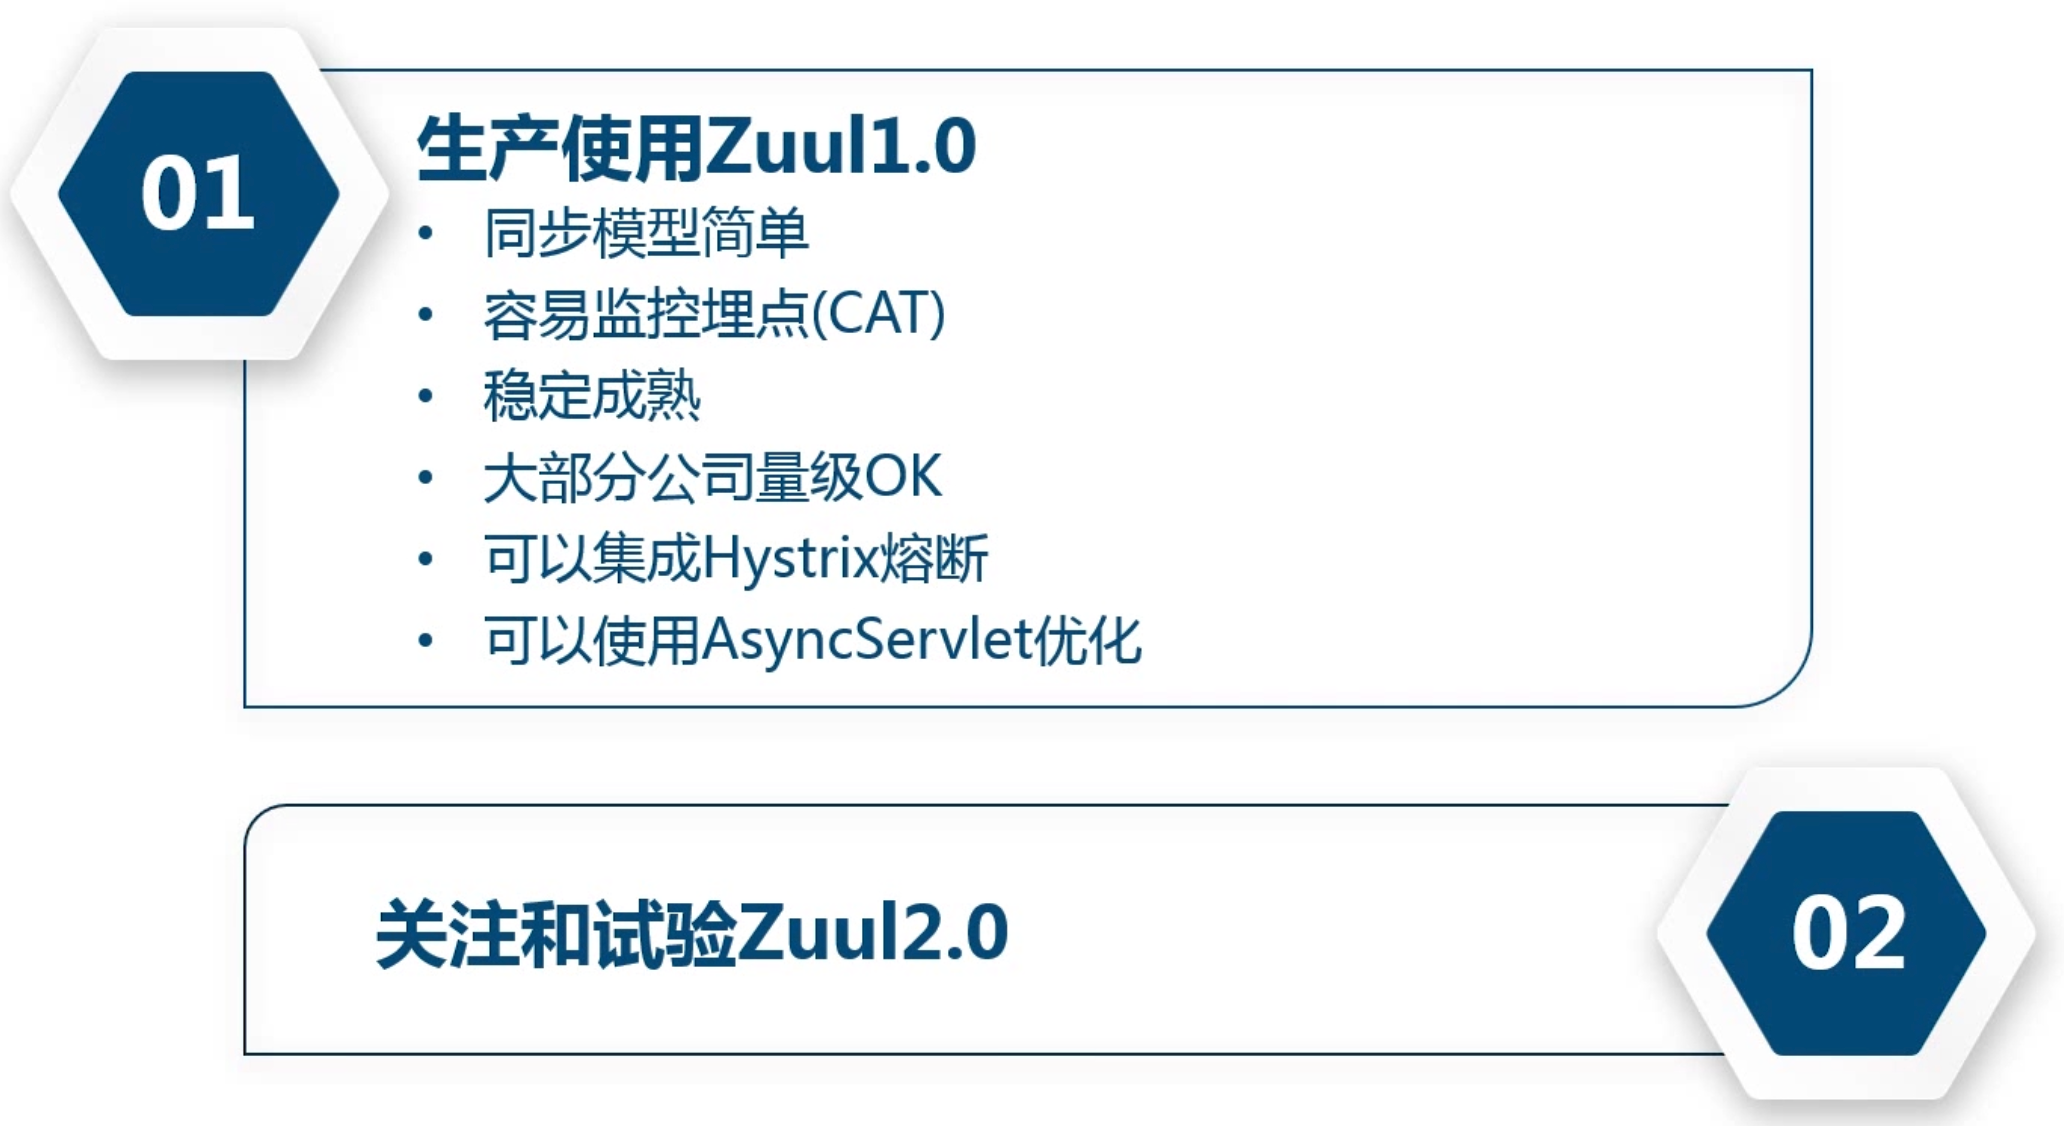 01
生产使用Zuul1.0
• 同步模型简单
• 容易监控埋点(CAT)
• 稳定成熟
• 大部分公司量级OK
• 可以集成Hystrix熔断
• 可以使用AsyncServlet优化
关注和试验Zuul2.0
02